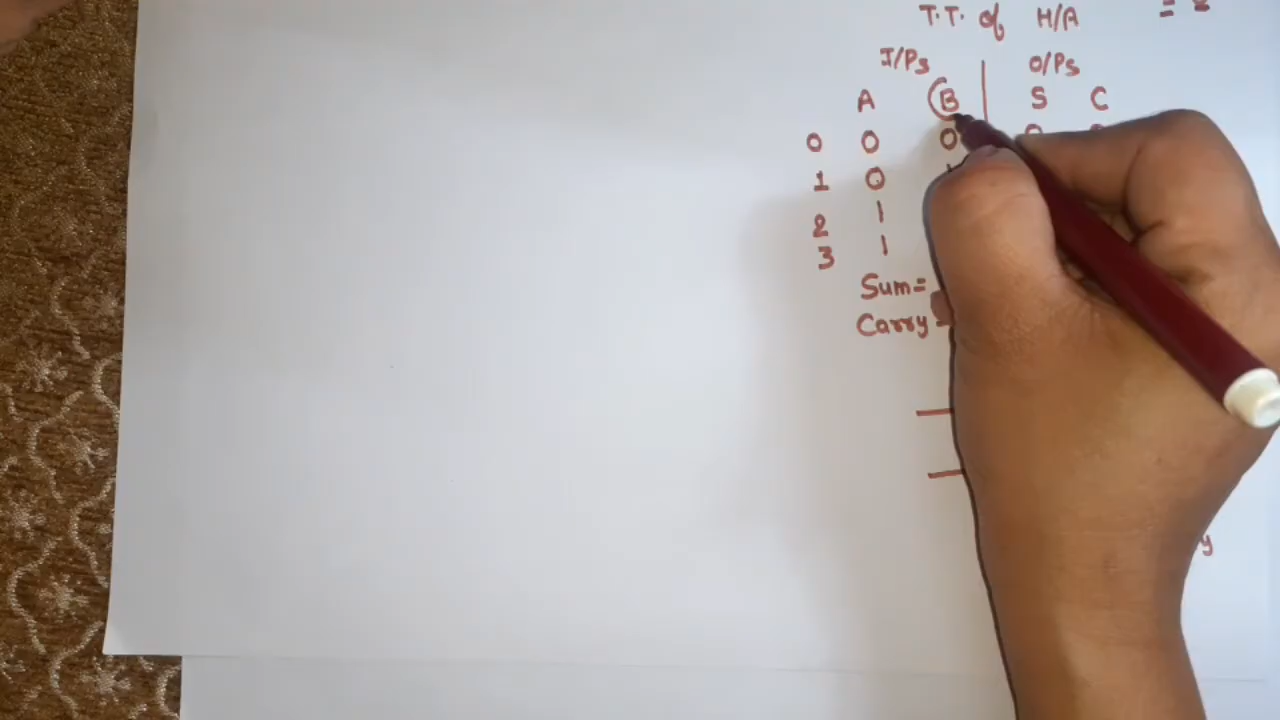 T.T. of H/A
I/Ps O/Ps
A B S C
0 0 0
1 0
2 1
3 1
Sum=
Carry =